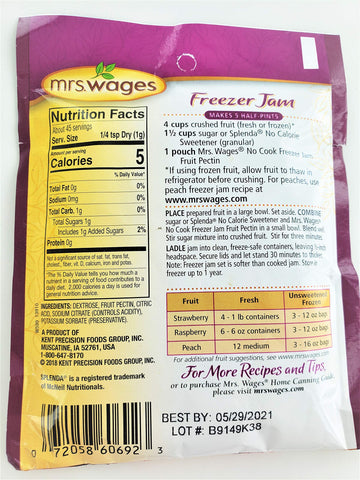 mrs.wages
Nutrition Facts
About 45 servings
Serv. Size 1/4 tsp Dry (1g)
Amount per serving
Calories 5
% Daily Value*
Total Fat 0g 0%
Sodium 0mg 0%
Total Carb. 1g 0%
Total Sugars 1g
Includes 1g Added Sugars 2%
Protein 0g
Not a significant source of sat. fat, trans fat,
cholest., fiber, vit. D, calcium, iron and potas.
*The % Daily Value tells you how much a
nutrient in a serving of food contributes to a
daily diet. 2,000 calories a day is used for
general nutrition advice.
INGREDIENTS: DEXTROSE, FRUIT PECTIN, CITRIC
ACID, SODIUM CITRATE (CONTROLS ACIDITY),
POTASSIUM SORBATE (PRESERVATIVE).
A PRODUCT OF
KENT PRECISION FOODS GROUP, INC.
MUSCATINE, IA 52761, USA
1-800-647-8170
© 2018 KENT PRECISION FOODS GROUP, INC.
SPLENDA® is a registered trademark
of McNeil Nutritionals.
0 72058 60692 3
Freezer Jam
MAKES 5 HALF-PINTS
4 cups crushed fruit (fresh or frozen)*
1½ cups sugar or Splenda® No Calorie
Sweetener (granular)
1 pouch Mrs. Wages® No Cook Freezer Jam
Fruit Pectin
*If using frozen fruit, allow fruit to thaw in
refrigerator before crushing. For peaches, use
peach freezer jam recipe at
www.mrswages.com
PLACE prepared fruit in a large bowl. Set aside. COMBINE
sugar or Splenda® No Calorie Sweetener and Mrs. Wages®
No Cook Freezer Jam Fruit Pectin in a small bowl. Blend well.
Stir sugar mixture into crushed fruit. Stir for three minutes.
LADLE jam into clean, freeze-safe containers, leaving ½-inch
headspace. Secure lids and let stand 30 minutes to thicken.
Note: Freezer jam set is softer than cooked jam. Store in
freezer up to 1 year.
Fruit Fresh Unsweetened Frozen
Strawberry 4 - 1 lb containers 3 - 12 oz bag
Raspberry 6 - 6 oz containers 3 - 12 oz bag
Peach 12 medium 3 - 16 oz bag
For additional fruit suggestions, see www.mrswages.com
For More Recipes and Tips,
or to purchase Mrs. Wages® Home Canning Guide,
please visit mrswages.com
BEST BY: 05/29/2021
LOT #: B9149K38